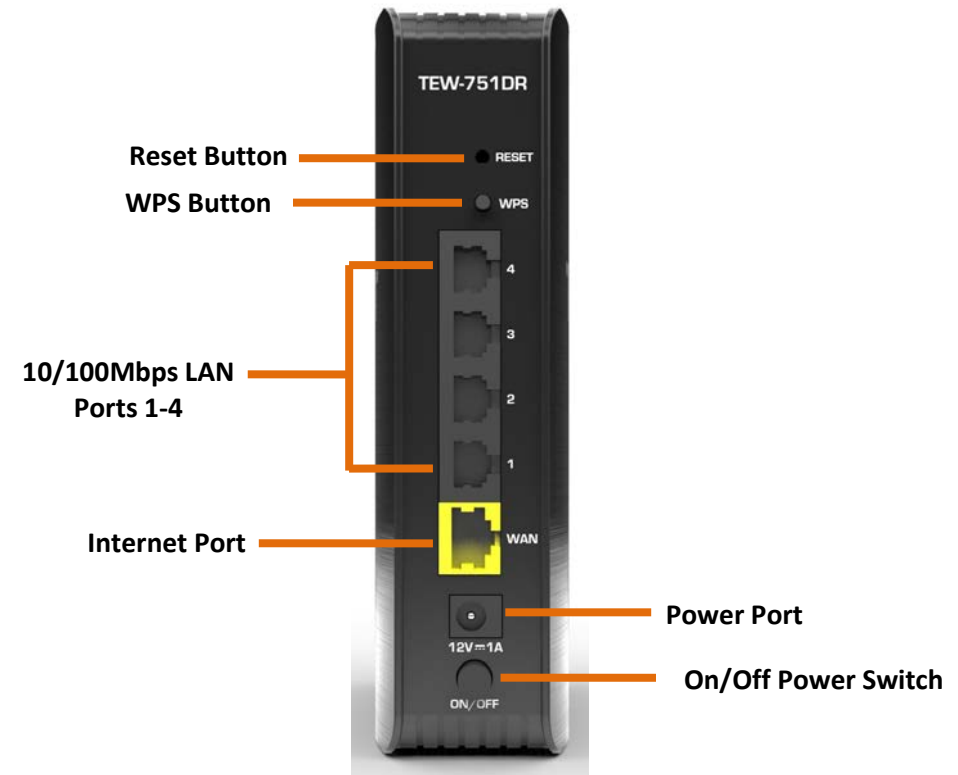 TEW-751DR
Reset Button
RESET
WPS Button
WPS
4
3
10/100Mbps LAN
Ports 1-4
2
1
Internet Port
WAN
Power Port
12V⎓1A
On/Off Power Switch
ON/OFF